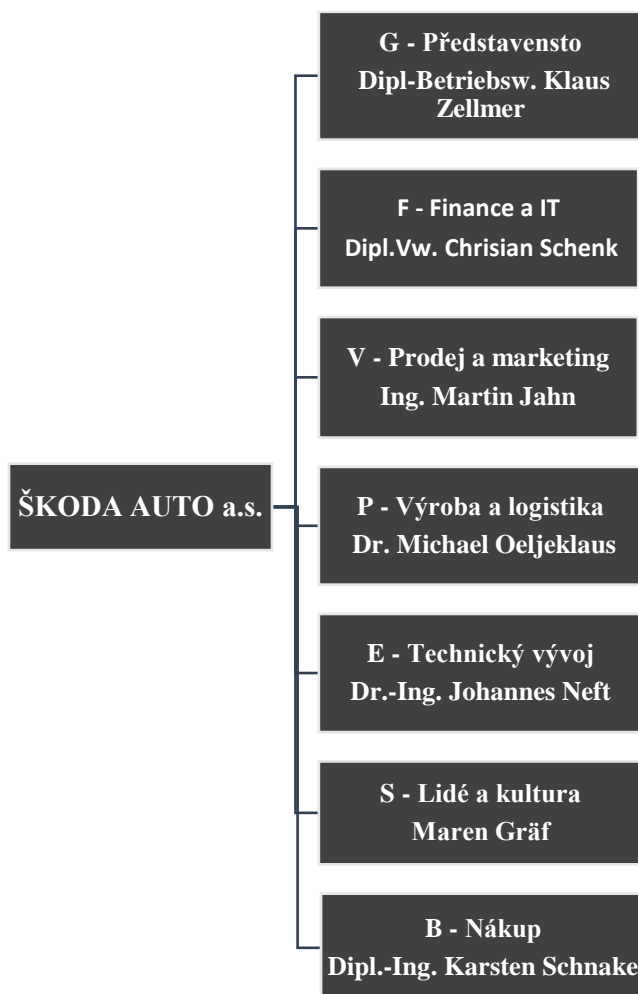 G - Představensto
Dipl-Betriebsw. Klaus
Zellmer
F - Finance a IT
Dipl.Vw. Chrisian Schenk
V - Prodej a marketing
Ing. Martin Jahn
ŠKODA AUTO a.s.
P - Výroba a logistika
Dr. Michael Oeljeklaus
E - Technický vývoj
Dr.-Ing. Johannes Neft
S - Lidé a kultura
Maren Gräf
B - Nákup
Dipl.-Ing. Karsten Schnake